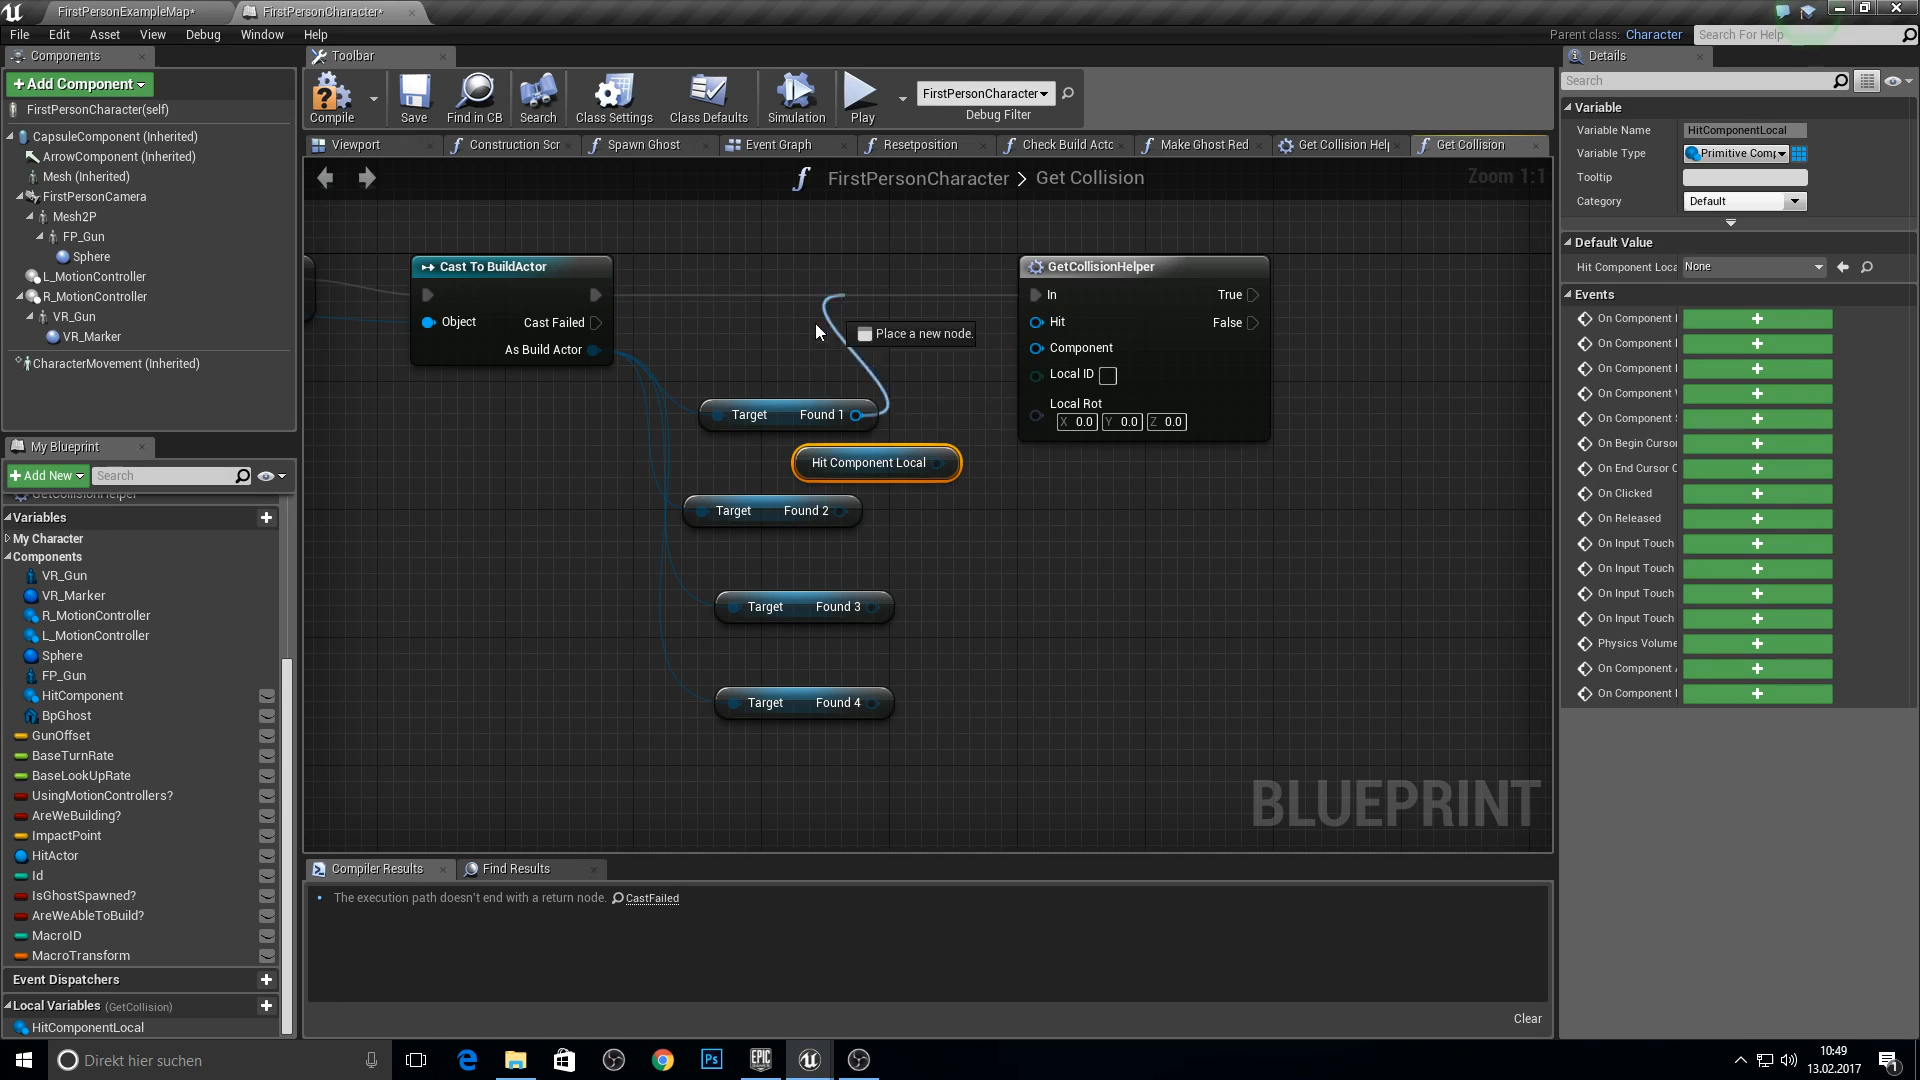 FirstPersonExampleMap*
FirstPersonCharacter*
File Edit Asset View Debug Window Help
Parent class: Character
Search For Help
Components
Toolbar
Details
+Add Component
FirstPersonCharacter(self)
CapsuleComponent (Inherited)
ArrowComponent (Inherited)
Mesh (Inherited)
FirstPersonCamera
Mesh2P
FP_Gun
Sphere
L_MotionController
R_MotionController
VR_Gun
VR_Marker
CharacterMovement (Inherited)
Compile
Save
Find in CB
Search
Class Settings
Class Defaults
Simulation
Play
FirstPersonCharacter
Debug Filter
Viewport
Construction Scr
Spawn Ghost
Event Graph
Resetposition
Check Build Actc
Make Ghost Red
Get Collision Help
Get Collision
FirstPersonCharacter > Get Collision
Zoom 1:1
Cast To BuildActor
Object
Cast Failed
As Build Actor
Place a new node.
GetCollisionHelper
In
True
Hit
False
Component
Local ID
Local Rot
X 0.0 Y 0.0 Z 0.0
Target Found 1
Hit Component Local
Target Found 2
Target Found 3
Target Found 4
BLUEPRINT
My Blueprint
+Add New
Search
GetCollisionHelper
Variables
My Character
Components
VR_Gun
VR_Marker
R_MotionController
L_MotionController
Sphere
FP_Gun
HitComponent
BpGhost
GunOffset
BaseTurnRate
BaseLookUpRate
UsingMotionControllers?
AreWeBuilding?
ImpactPoint
HitActor
Id
IsGhostSpawned?
AreWeAbleToBuild?
MacroID
MacroTransform
Event Dispatchers
Local Variables (GetCollision)
HitComponentLocal
Compiler Results
Find Results
The execution path doesn't end with a return node. CastFailed
Clear
Search
Variable
Variable Name HitComponentLocal
Variable Type Primitive Comp
Tooltip
Category Default
Default Value
Hit Component Loca None
Events
On Component
On Component
On Component
On Component
On Component
On Begin Cursor
On End Cursor
On Clicked
On Released
On Input Touch
On Input Touch
On Input Touch
On Input Touch
Physics Volume
On Component
On Component
Direkt hier suchen
Ps
EPIC GAMES
10:49
13.02.2017
1